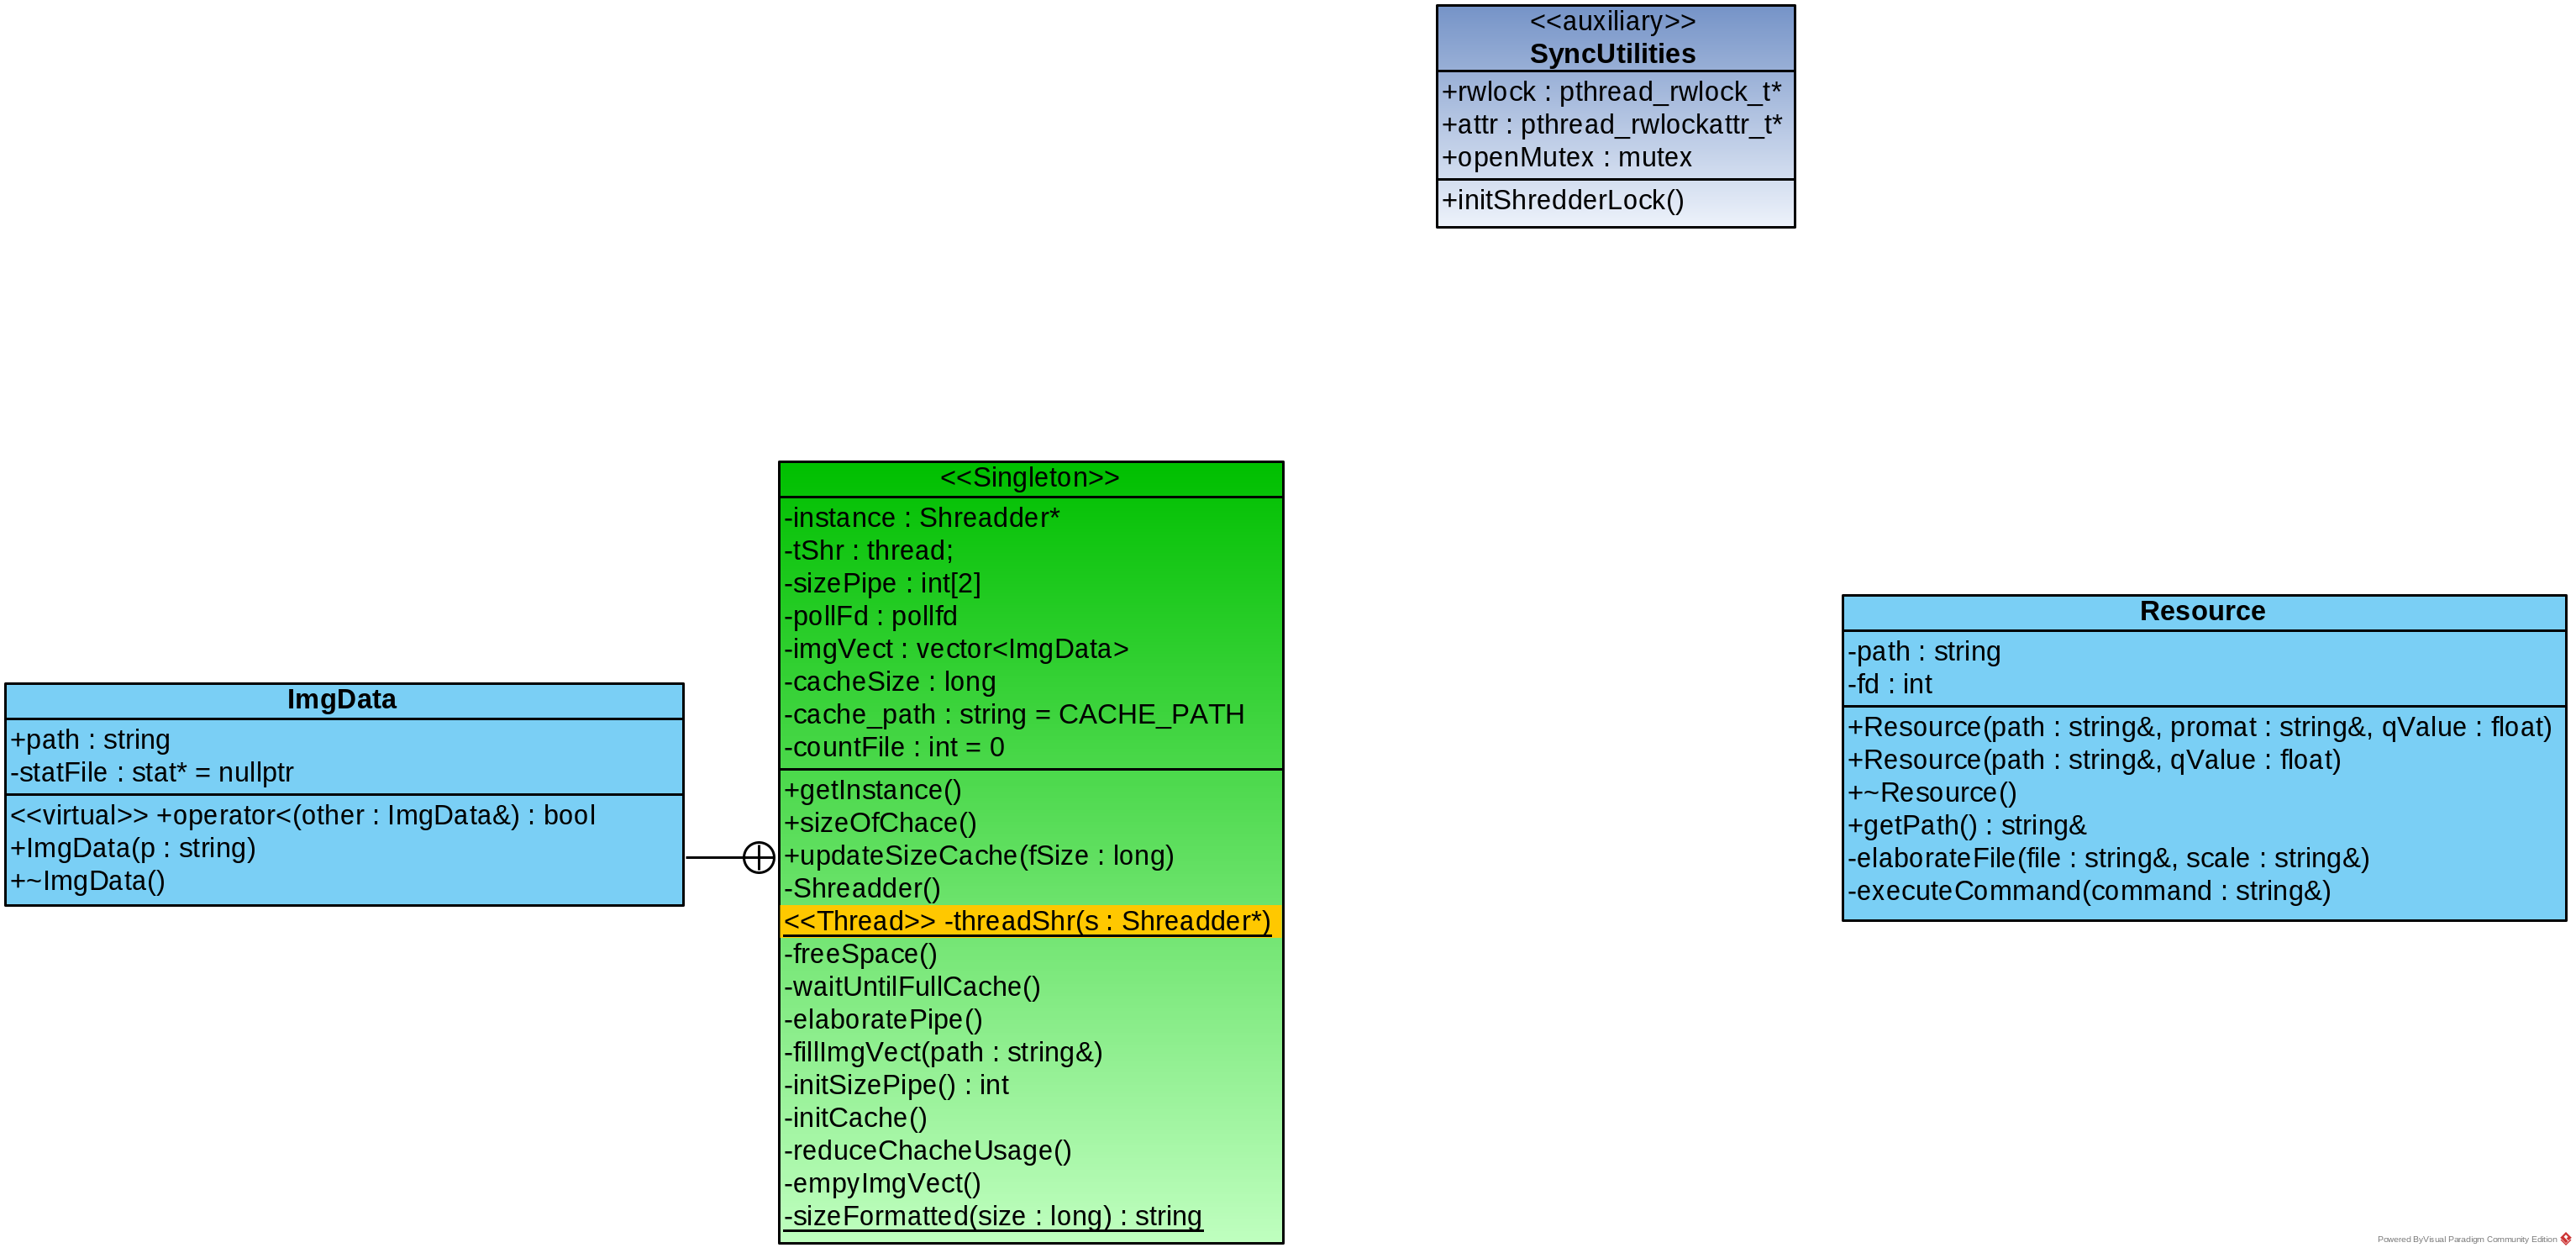 <<auxiliary>>
SyncUtilities
+rwlock : pthread_rwlock_t*
+attr : pthread_rwlockattr_t*
+openMutex : mutex
+initShredderLock()
<<Singleton>>
-instance : Shreadder*
-tShr : thread;
-sizePipe : int[2]
-pollFd : pollfd
-imgVect : vector<ImgData>
-cacheSize : long
-cache_path : string = CACHE_PATH
-countFile : int = 0
+getInstance()
+sizeOfChace()
+updateSizeCache(fSize : long)
-Shreadder()
<<Thread>> -threadShr(s : Shreadder*)
-freeSpace()
-waitUntilFullCache()
-elaboratePipe()
-fillImgVect(path : string&)
-initSizePipe() : int
-initCache()
-reduceChacheUsage()
-empyImgVect()
-sizeFormatted(size : long) : string
ImgData
+path : string
-statFile : stat* = nullptr
<<virtual>> +operator<(other : ImgData&) : bool
+ImgData(p : string)
+~ImgData()
Resource
-path : string
-fd : int
+Resource(path : string&, promat : string&, qValue : float)
+Resource(path : string&, qValue : float)
+~Resource()
+getPath() : string&
-elaborateFile(file : string&, scale : string&)
-executeCommand(command : string&)
Powered ByVisual Paradigm Community Edition